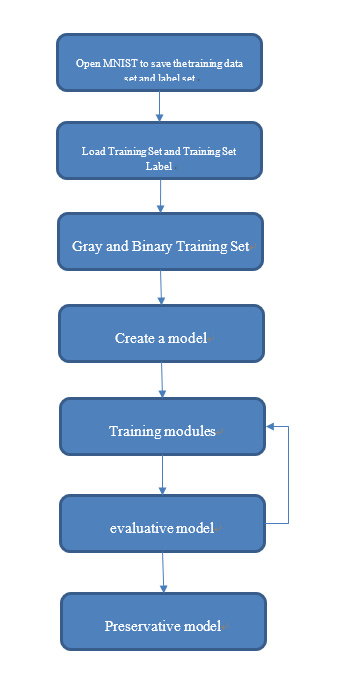 Open MNIST to save the training data
set and label set
Load Training Set and Training Set
Label
Gray and Binary Training Set
Create a model
Training modules
evaluative model
Preservative model